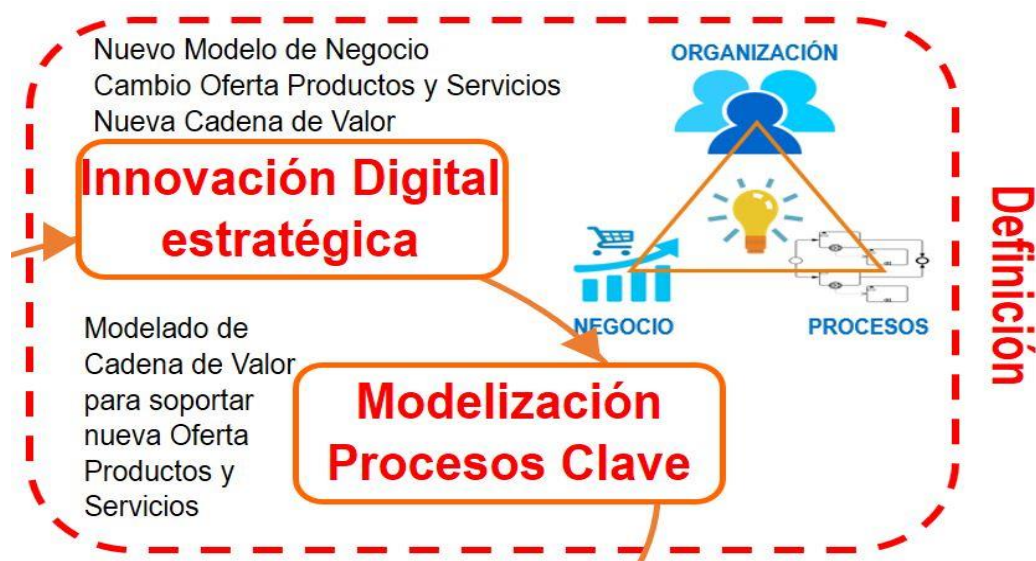 Nuevo Modelo de Negocio
Cambio Oferta Productos y Servicios
Nueva Cadena de Valor
Innovación Digital
estratégica
ORGANIZACIÓN
NEGOCIO
PROCESOS
Modelado de
Cadena de Valor
para soportar
nueva Oferta
Productos y
Servicios
Modelización
Procesos Clave
Definición